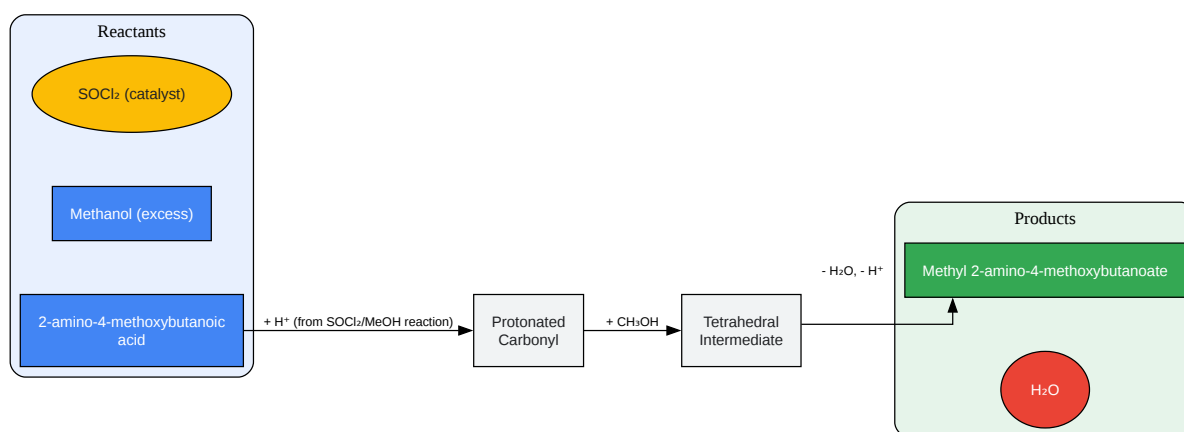 Reactants
SOCl₂ (catalyst)
Methanol (excess)
2-amino-4-methoxybutanoic
acid
+ H⁺ (from SOCl₂/MeOH reaction)
Protonated
Carbonyl
+ CH₃OH
Tetrahedral
Intermediate
- H₂O, - H⁺
Products
Methyl 2-amino-4-methoxybutanoate
H₂O